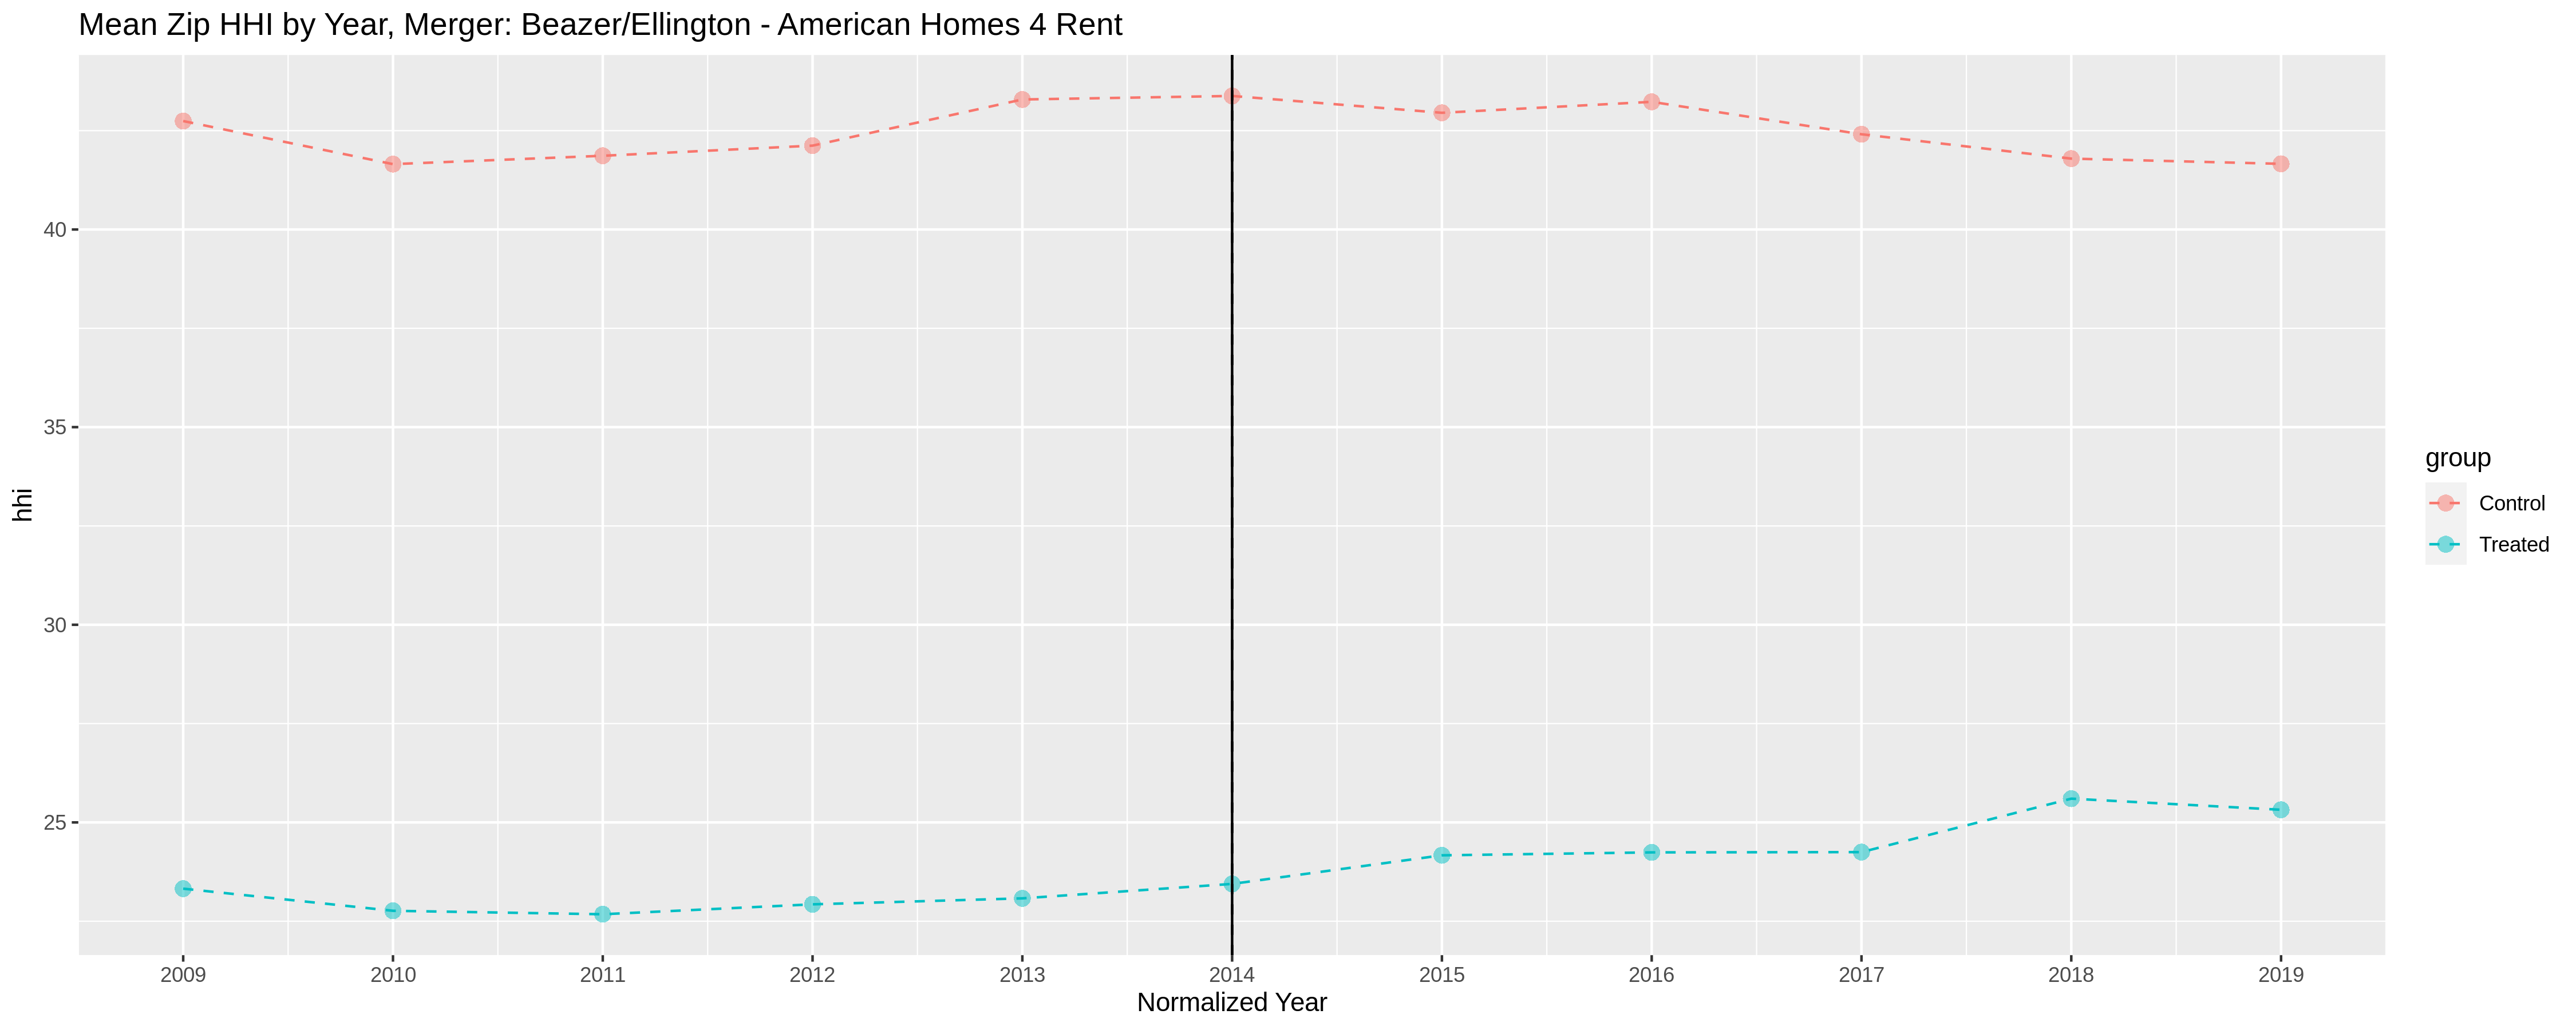 Mean Zip HHI by Year, Merger: Beazer/Ellington - American Homes 4 Rent
hhi
40
35
30
25
2009 2010 2011 2012 2013 2014 2015 2016 2017 2018 2019
Normalized Year
group
Control
Treated